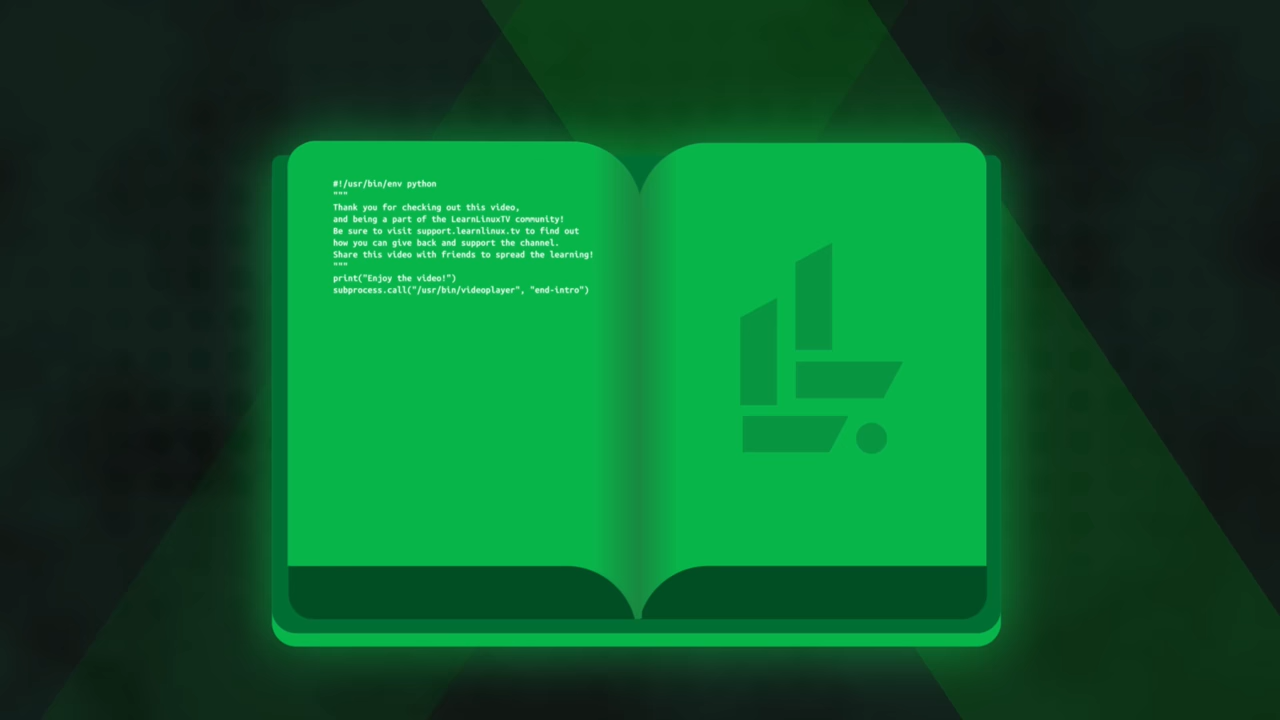 #!/usr/bin/env python
"""
Thank you for checking out this video,
and being a part of the LearnLinuxTV community!
Be sure to visit support.learnlinux.tv to find out
how you can give back and support the channel.
Share this video with friends to spread the learning!
"""
print("Enjoy the video!")
subprocess.call("/usr/bin/videoplayer", "end-intro")